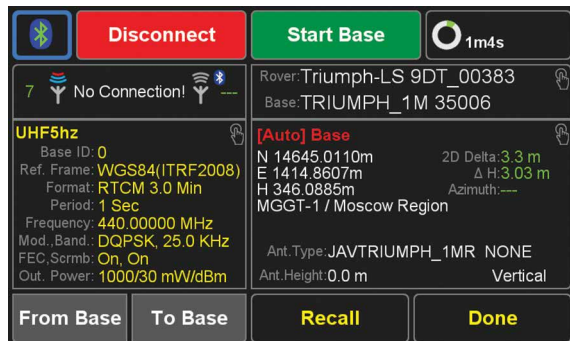 Disconnect
Start Base
1m4s
7 No Connection! ---
Rover:Triumph-LS 9DT_00383
Base:TRIUMPH_1M 35006
UHF5hz
Base ID: 0
Ref. Frame: WGS84(ITRF2008)
Format: RTCM 3.0 Min
Period: 1 Sec
Frequency: 440.00000 MHz
Mod.,Band.: DQPSK, 25.0 KHz
FEC,Scrmb: On, On
Out. Power: 1000/30 mW/dBm
[Auto] Base
N 14645.0110m 2D Delta:3.3 m
E 1414.8607m Δ H:3.03 m
H 346.0885m Azimuth:---
MGGT-1 / Moscow Region
Ant.Type:JAVTRIUMPH_1MR NONE
Ant.Height:0.0 m Vertical
From Base
To Base
Recall
Done